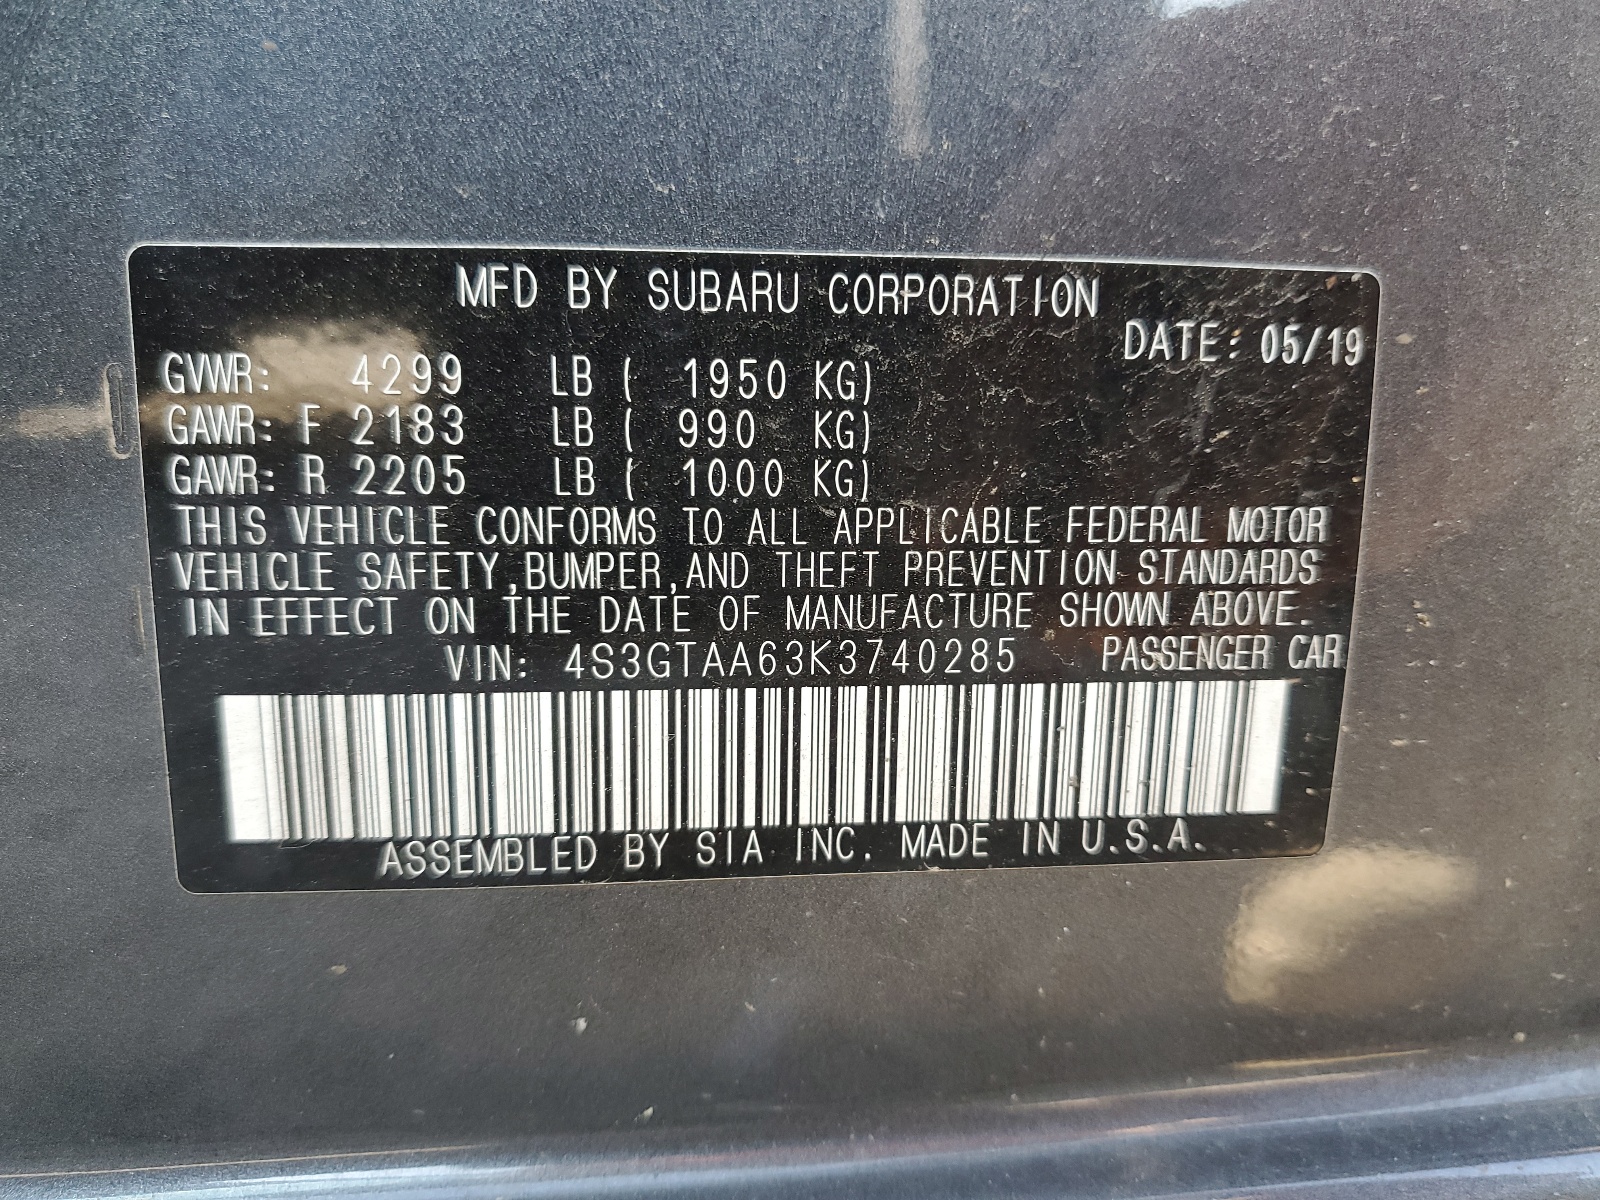 MFD BY SUBARU CORPORATION
DATE: 05/19
GVWR: 4299 LB ( 1950 KG)
GAWR: F 2183 LB ( 990 KG)
GAWR: R 2205 LB ( 1000 KG)
THIS VEHICLE CONFORMS TO ALL APPLICABLE FEDERAL MOTOR
VEHICLE SAFETY,BUMPER,AND THEFT PREVENTION STANDARDS
IN EFFECT ON THE DATE OF MANUFACTURE SHOWN ABOVE.
VIN: 4S3GTAA63K3740285 PASSENGER CAR
ASSEMBLED BY SIA INC. MADE IN U.S.A.